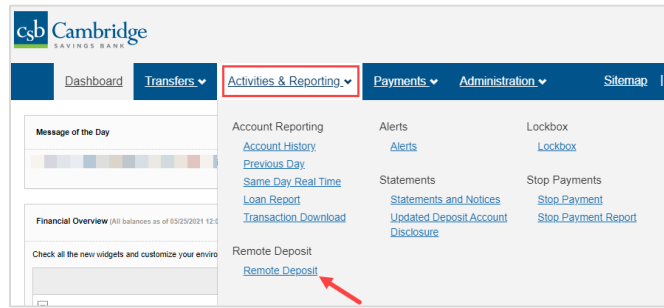 csb Cambridge
SAVINGS BANK
Dashboard Transfers Activities & Reporting Payments Administration Sitemap
Message of the Day
Account Reporting
Account History
Previous Day
Same Day Real Time
Loan Report
Transaction Download
Remote Deposit
Remote Deposit
Alerts
Alerts
Statements
Statements and Notices
Updated Deposit Account
Disclosure
Lockbox
Lockbox
Stop Payments
Stop Payment
Stop Payment Report
Financial Overview (All balances as of 05/25/2021 12:0
Check all the new widgets and customize your enviro